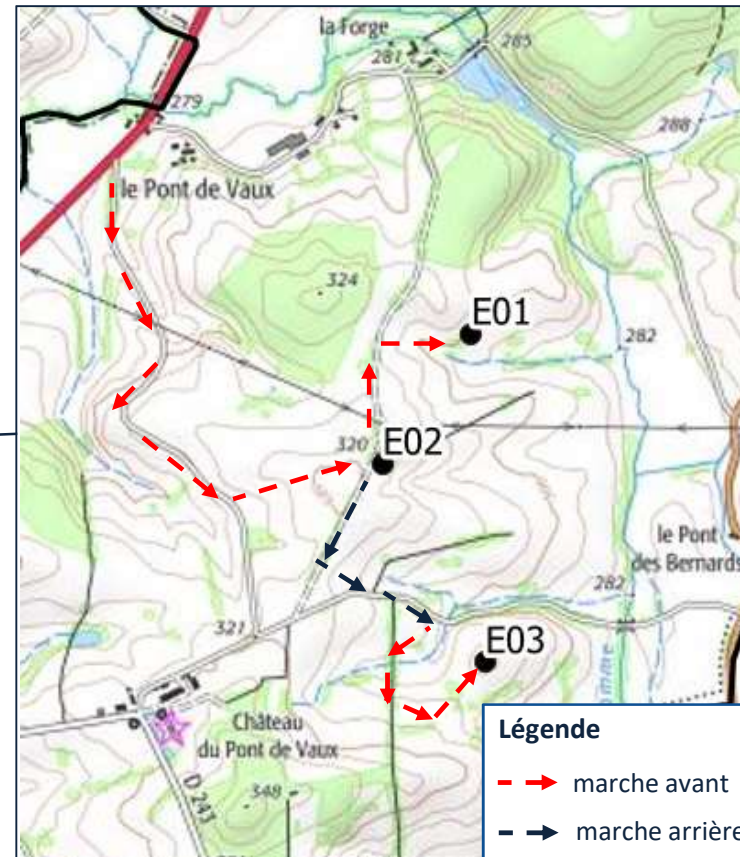 la Forge
281
285
279
288
le Pont de Vaux
324
E01
282
320
E02
le Pont
des Bernards
282
321
E03
Château
du Pont de Vaux
D 243
348
Légende
marche avant
marche arrière